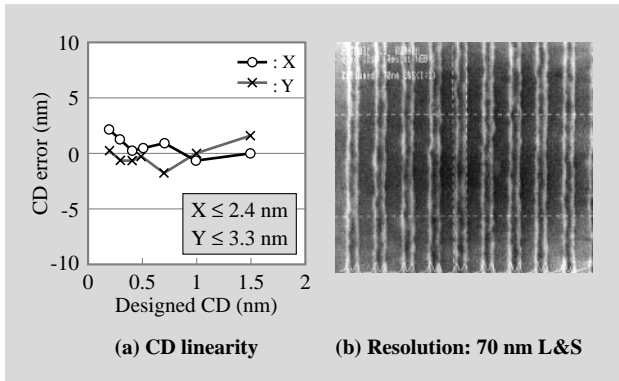 10
5
0
-5
-10
CD error (nm)
: X
: Y
X ≤ 2.4 nm
Y ≤ 3.3 nm
0 0.5 1 1.5 2
Designed CD (nm)
(a) CD linearity
(b) Resolution: 70 nm L&S